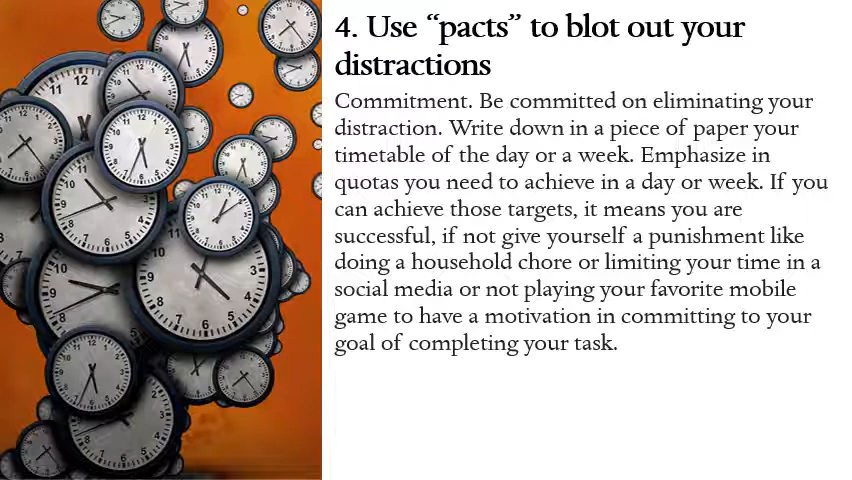 4. Use “pacts” to blot out your
distractions
Commitment. Be committed on eliminating your
distraction. Write down in a piece of paper your
timetable of the day or a week. Emphasize in
quotas you need to achieve in a day or week. If you
can achieve those targets, it means you are
successful, if not give yourself a punishment like
doing a household chore or limiting your time in a
social media or not playing your favorite mobile
game to have a motivation in committing to your
goal of completing your task.